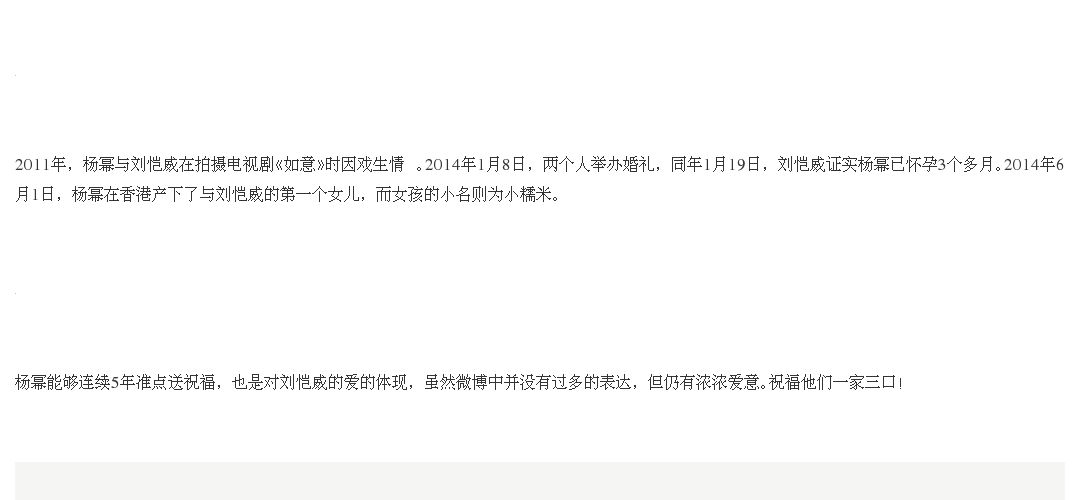 2011年，杨幂与刘恺威在拍摄电视剧《如意》时因戏生情 。2014年1月8日，两个人举办婚礼，同年1月19日，刘恺威证实杨幂已怀孕3个多月。2014年6
月1日，杨幂在香港产下了与刘恺威的第一个女儿，而女孩的小名则为小糯米。
杨幂能够连续5年准点送祝福，也是对刘恺威的爱的体现，虽然微博中并没有过多的表达，但仍有浓浓爱意。祝福他们一家三口！